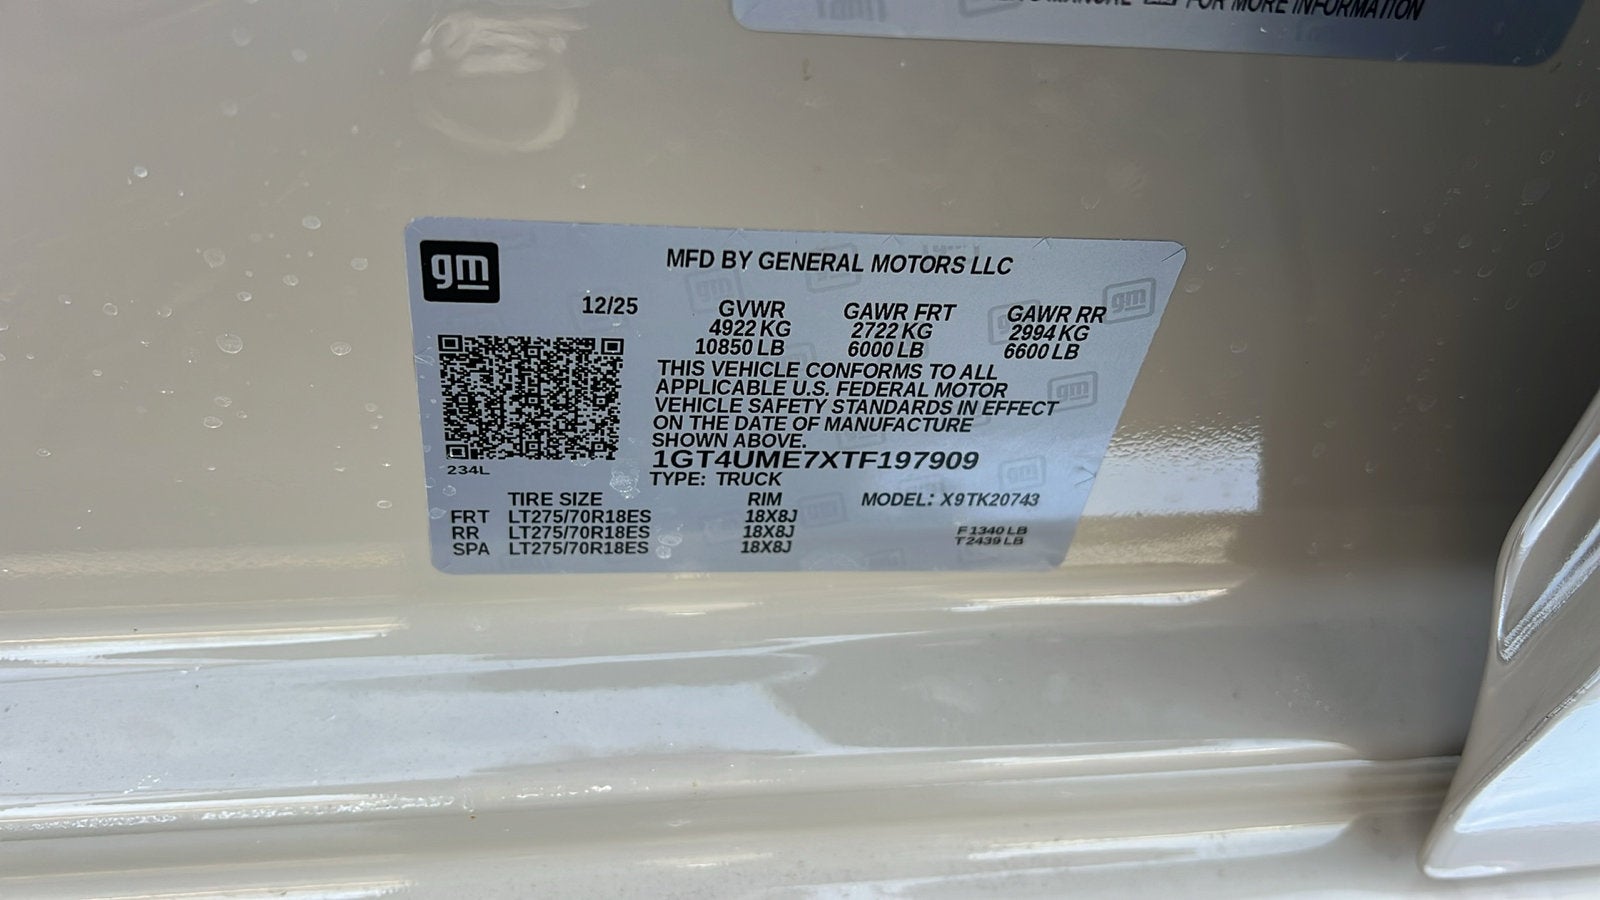 MANUAL FOR MORE INFORMATION
gm
MFD BY GENERAL MOTORS LLC
12/25 GVWR GAWR FRT GAWR RR
4922 KG 2722 KG 2994 KG
10850 LB 6000 LB 6600 LB
THIS VEHICLE CONFORMS TO ALL
APPLICABLE U.S. FEDERAL MOTOR
VEHICLE SAFETY STANDARDS IN EFFECT
ON THE DATE OF MANUFACTURE
SHOWN ABOVE.
234L
1GT4UME7XTF197909
TYPE: TRUCK
TIRE SIZE RIM MODEL: X9TK20743
FRT LT275/70R18ES 18X8J
RR LT275/70R18ES 18X8J F1340 LB
SPA LT275/70R18ES 18X8J T2439 LB